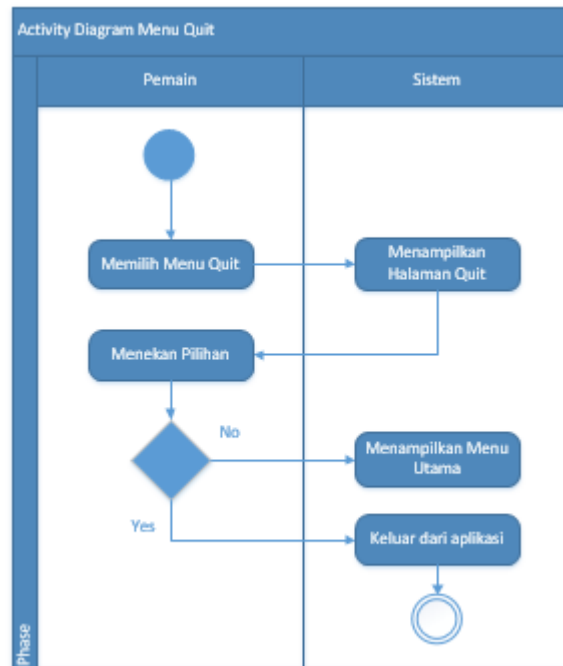 Activity Diagram Menu Quit
Pemain
Sistem
Memilih Menu Quit
Menampilkan
Halaman Quit
Menekan Pilihan
No
Menampilkan Menu
Utama
Yes
Keluar dari aplikasi
Phase